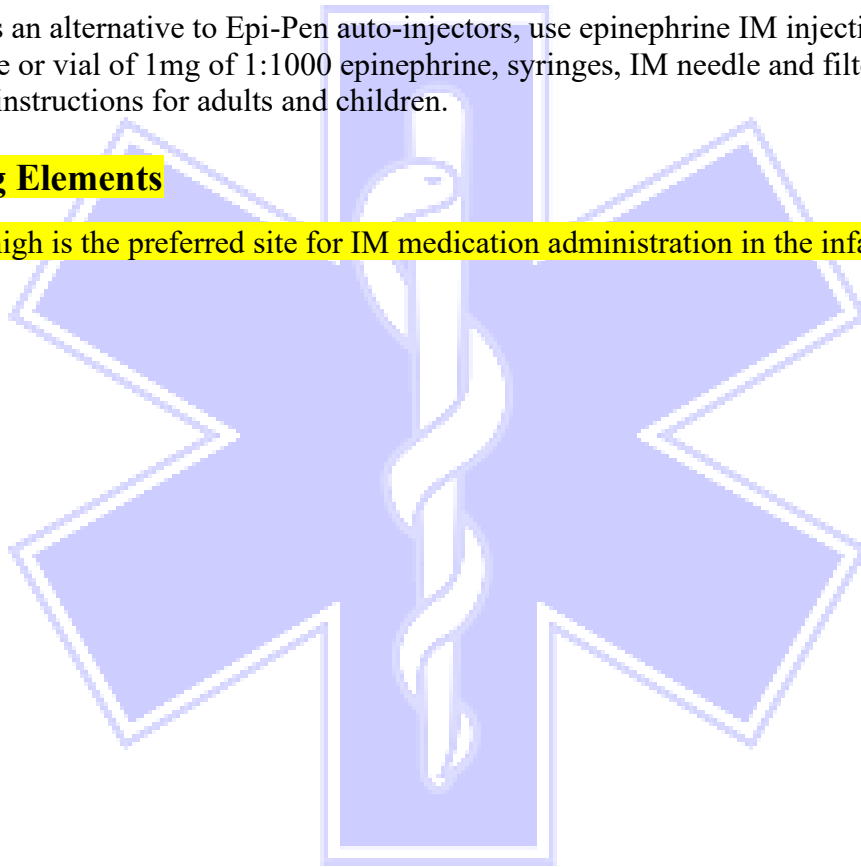 s an alternative to Epi-Pen auto-injectors, use epinephrine IM injecti
e or vial of 1mg of 1:1000 epinephrine, syringes, IM needle and filt
instructions for adults and children.
g Elements
igh is the preferred site for IM medication administration in the infa